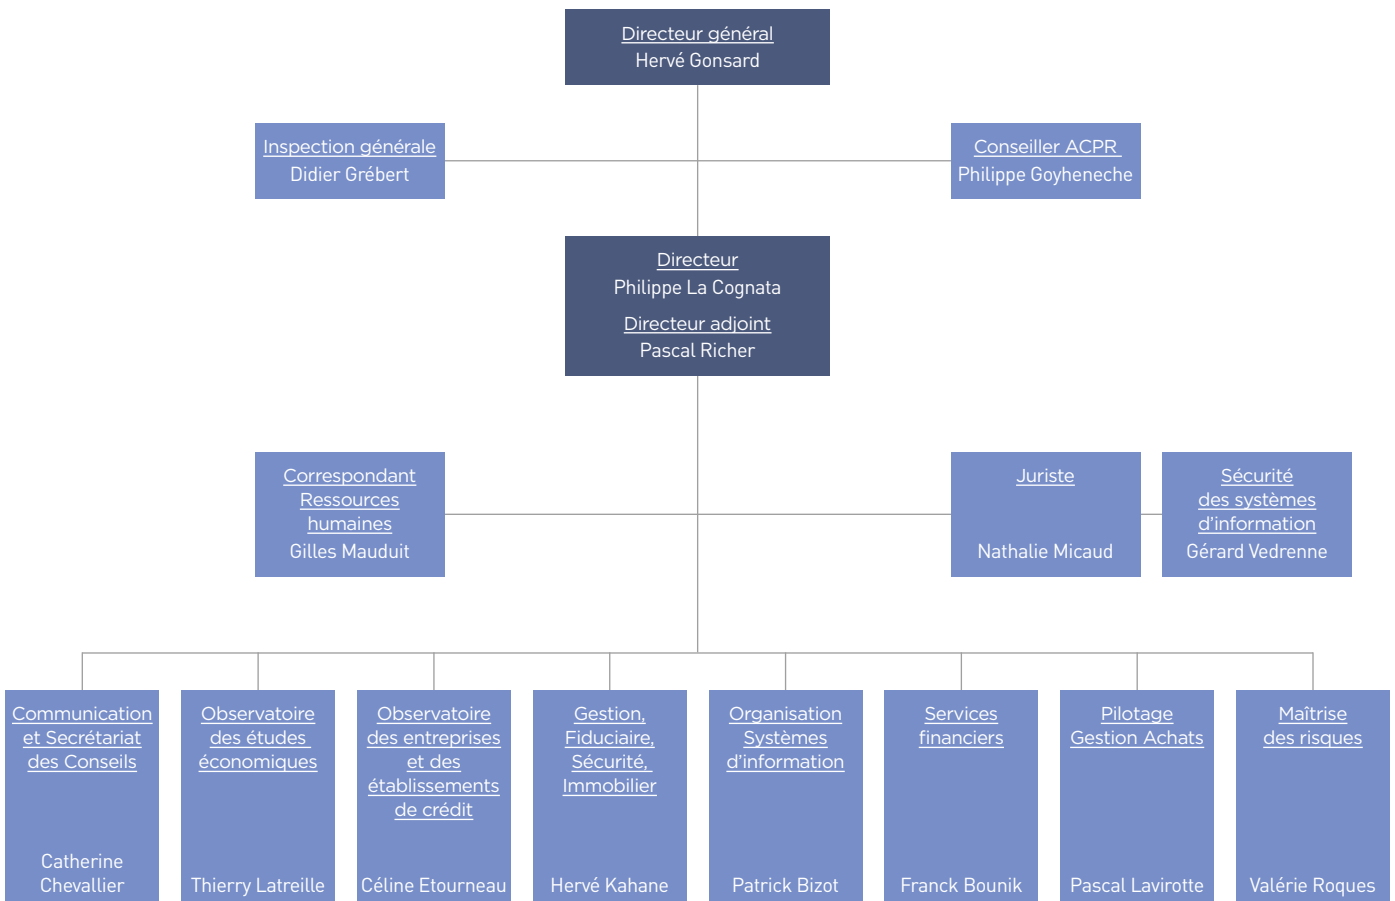 Directeur général
Hervé Gonsard
Inspection générale
Didier Grébert
Conseiller ACPR
Philippe Goyheneche
Directeur
Philippe La Cognata
Directeur adjoint
Pascal Richer
Correspondant
Ressources
humaines
Gilles Mauduit
Juriste
Nathalie Micaud
Sécurité
des systèmes
d'information
Gérard Vedrenne
Communication
et Secrétariat
des Conseils
Catherine
Chevallier
Observatoire
des études
économiques
Thierry Latreille
Observatoire
des entreprises
et des
établissements
de crédit
Céline Etourneau
Gestion,
Fiduciaire,
Sécurité,
Immobilier
Hervé Kahane
Organisation
Systèmes
d'information
Patrick Bizot
Services
financiers
Franck Bounik
Pilotage
Gestion Achats
Pascal Lavirotte
Maîtrise
des risques
Valérie Roques